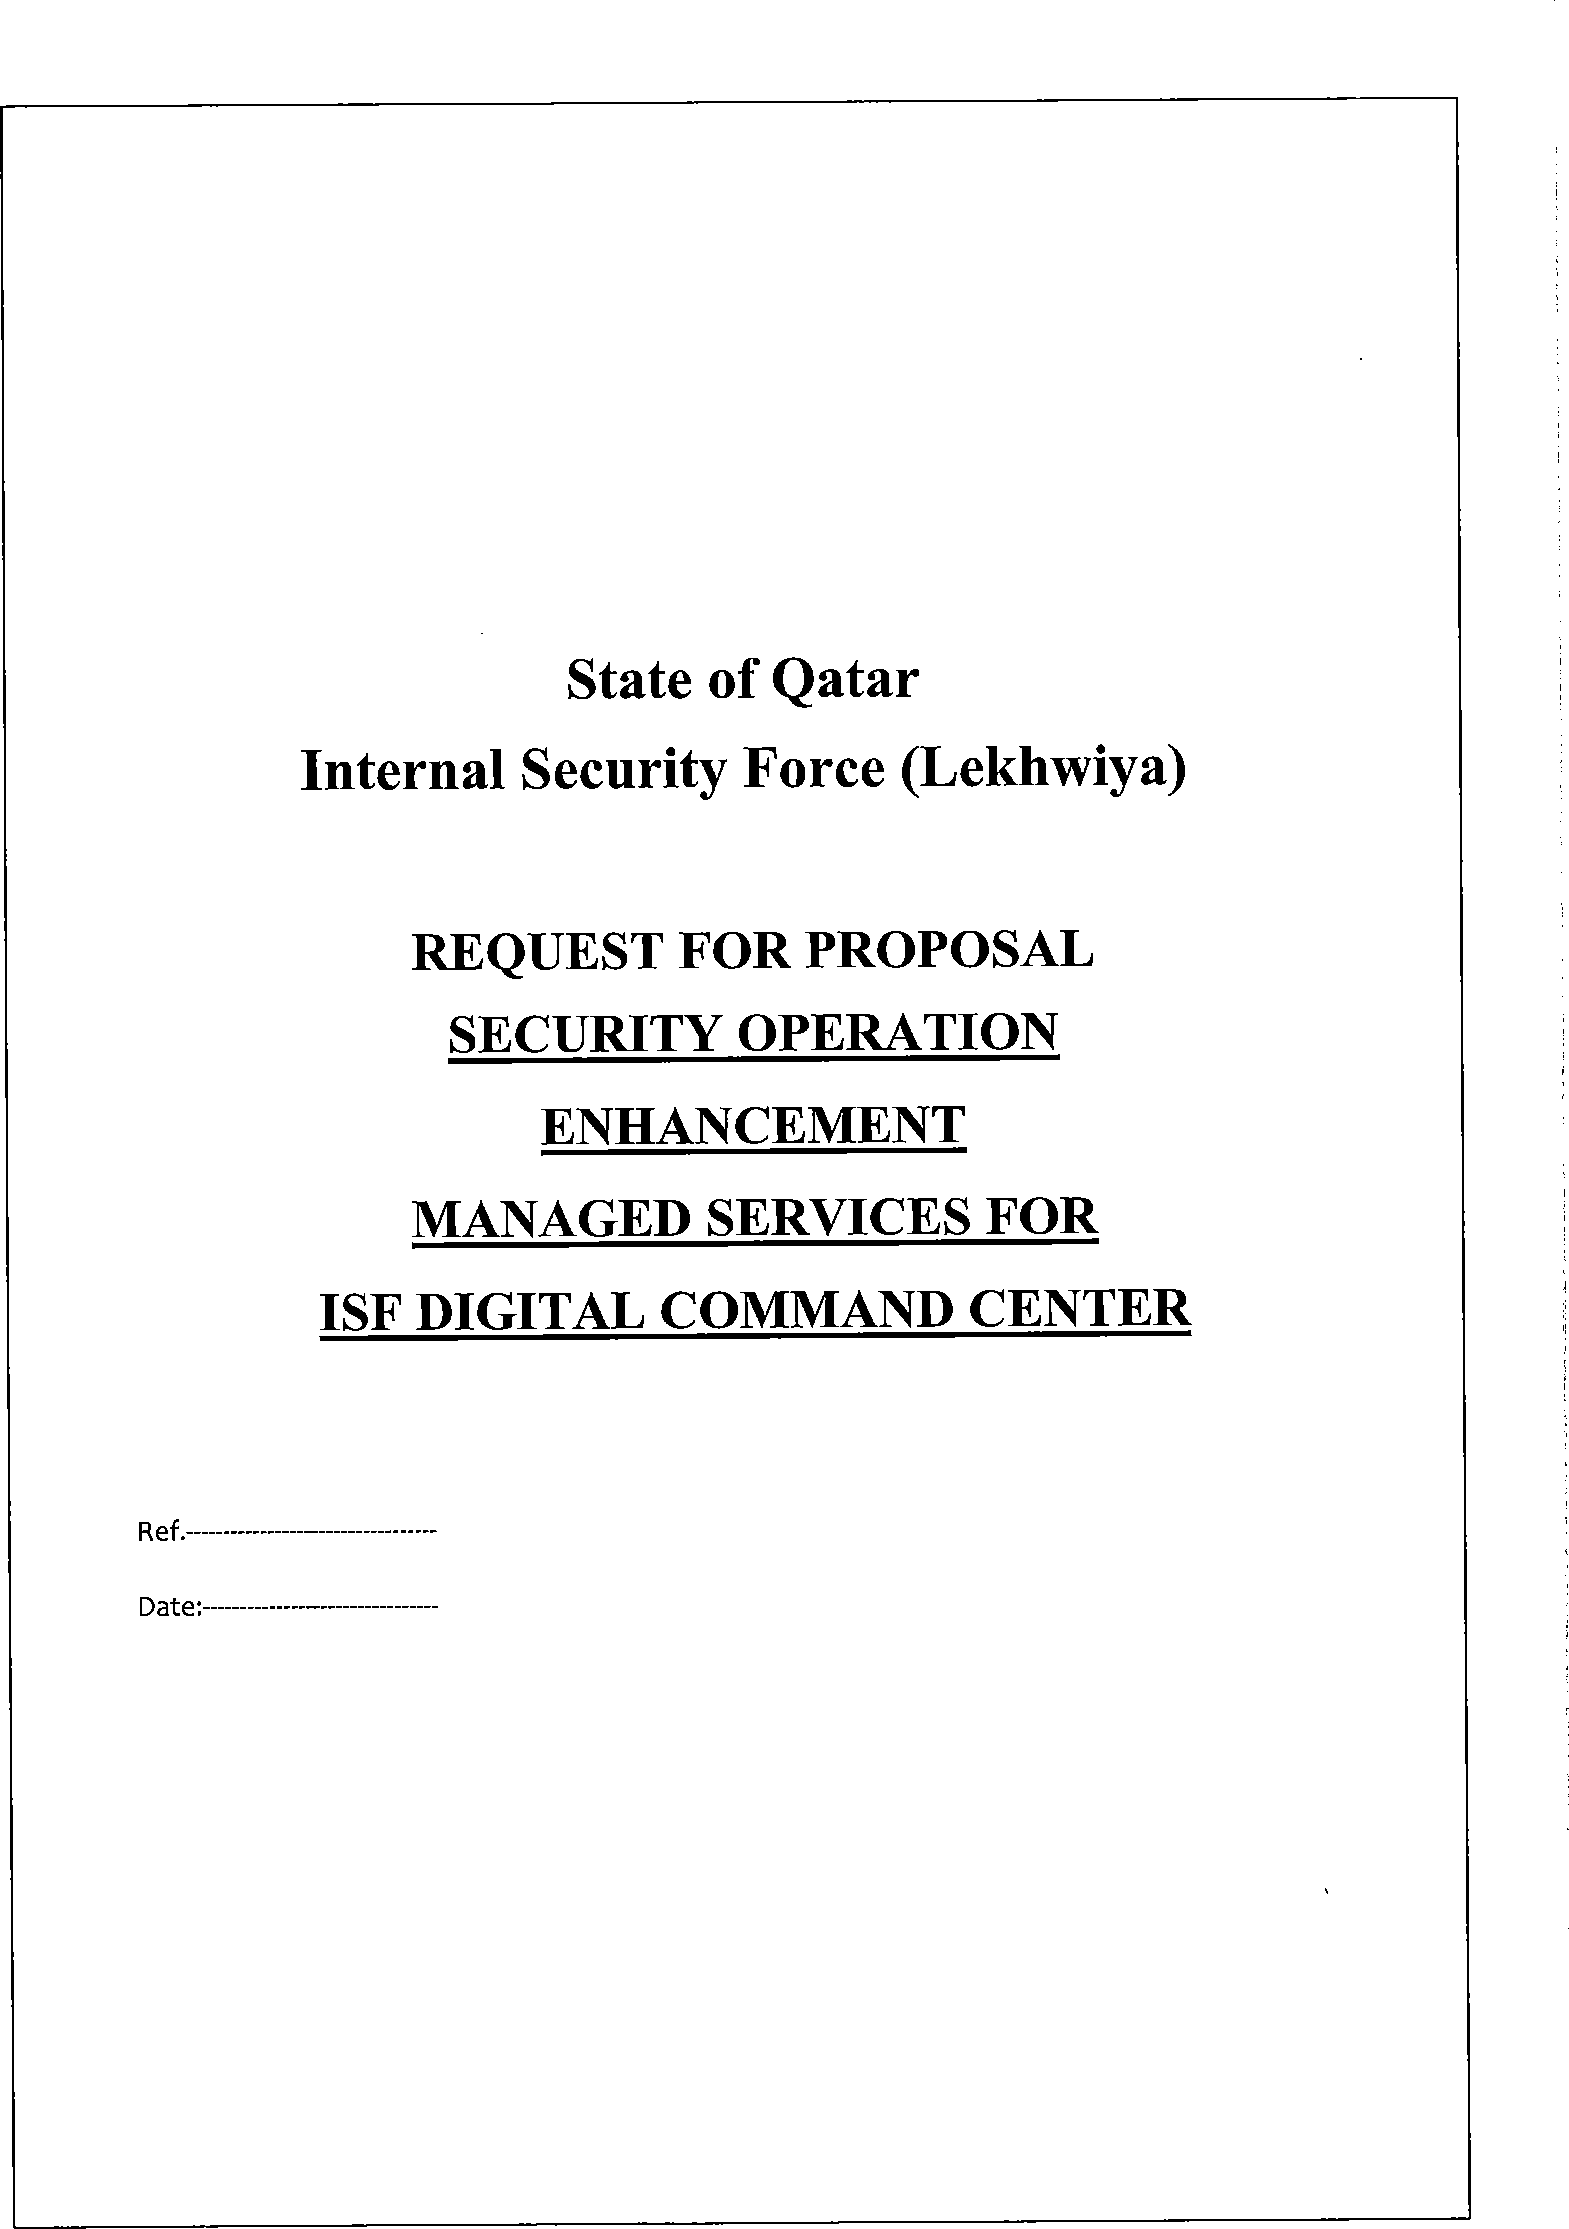 State of Qatar
Internal Security Force (Lekhwiya)
REQUEST FOR PROPOSAL
SECURITY OPERATION
ENHANCEMENT
MANAGED SERVICES FOR
ISF DIGITAL COMMAND CENTER
Ref.----------------------------
Date:---------------------------